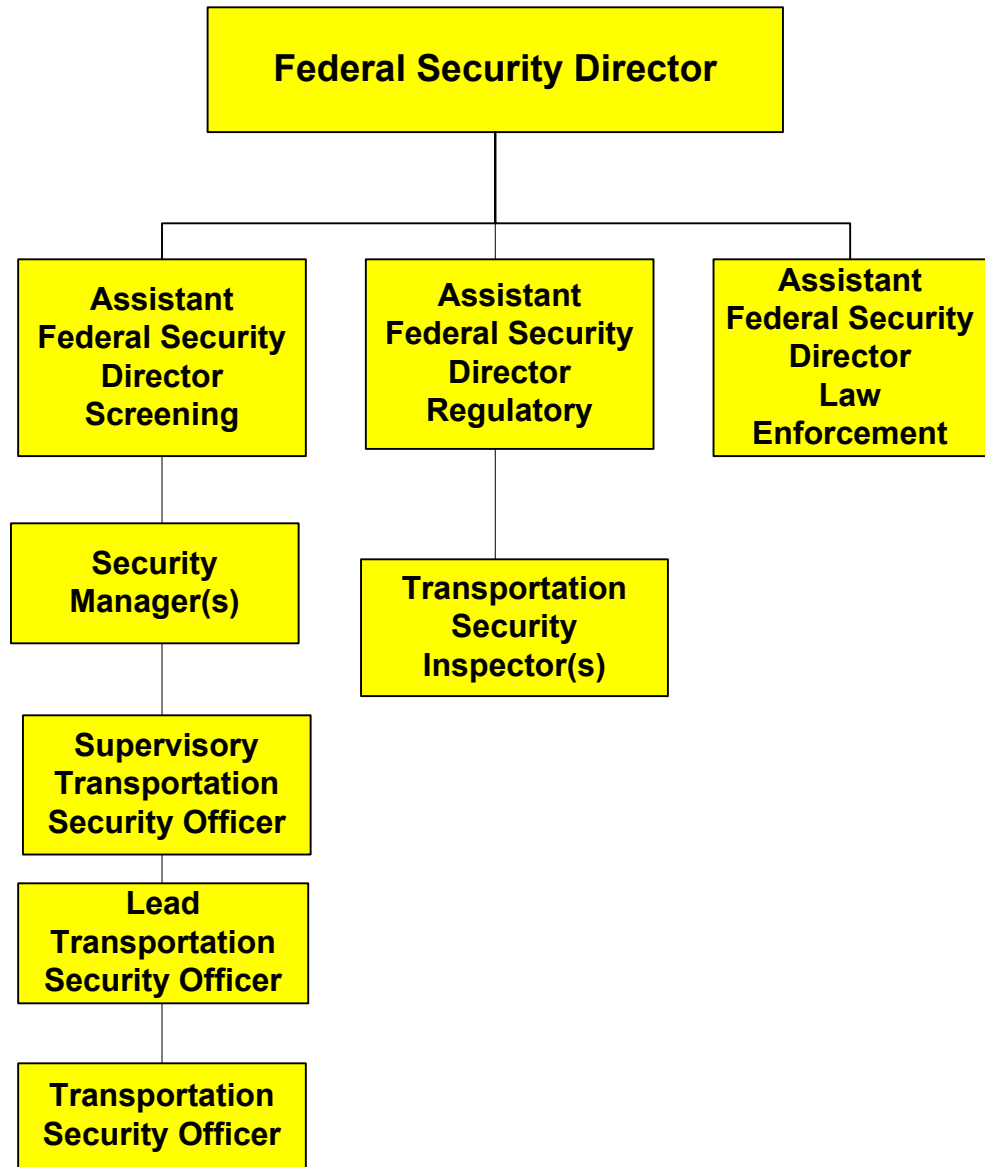 Federal Security Director
Assistant
Federal Security
Director
Screening
Assistant
Federal Security
Director
Regulatory
Assistant
Federal Security
Director
Law
Enforcement
Security
Manager(s)
Transportation
Security
Inspector(s)
Supervisory
Transportation
Security Officer
Lead
Transportation
Security Officer
Transportation
Security Officer